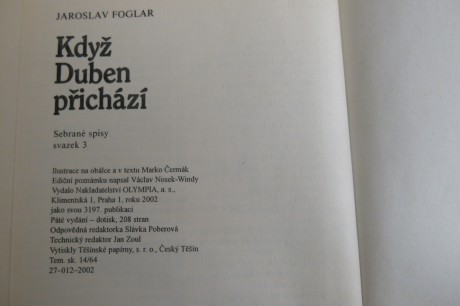 JAROSLAV FOGLAR
Když
Duben
přichází
Sebrané spisy
svazek 3
Ilustrace na obálce a v textu Marko Čermák
Ediční poznámku napsal Václav Nosek-Windy
Vydalo Nakladatelství OLYMPIA, a. s.,
Klimentská 1, Praha 1, roku 2002
jako svou 3197. publikaci
Páté vydání – dotisk, 208 stran
Odpovědná redaktorka Slávka Poberová
Technický redaktor Jan Zoul
Vytiskly Těšínské papírny, s. r. o., Český Těšín
Tem. sk. 14/64
27–012–2002